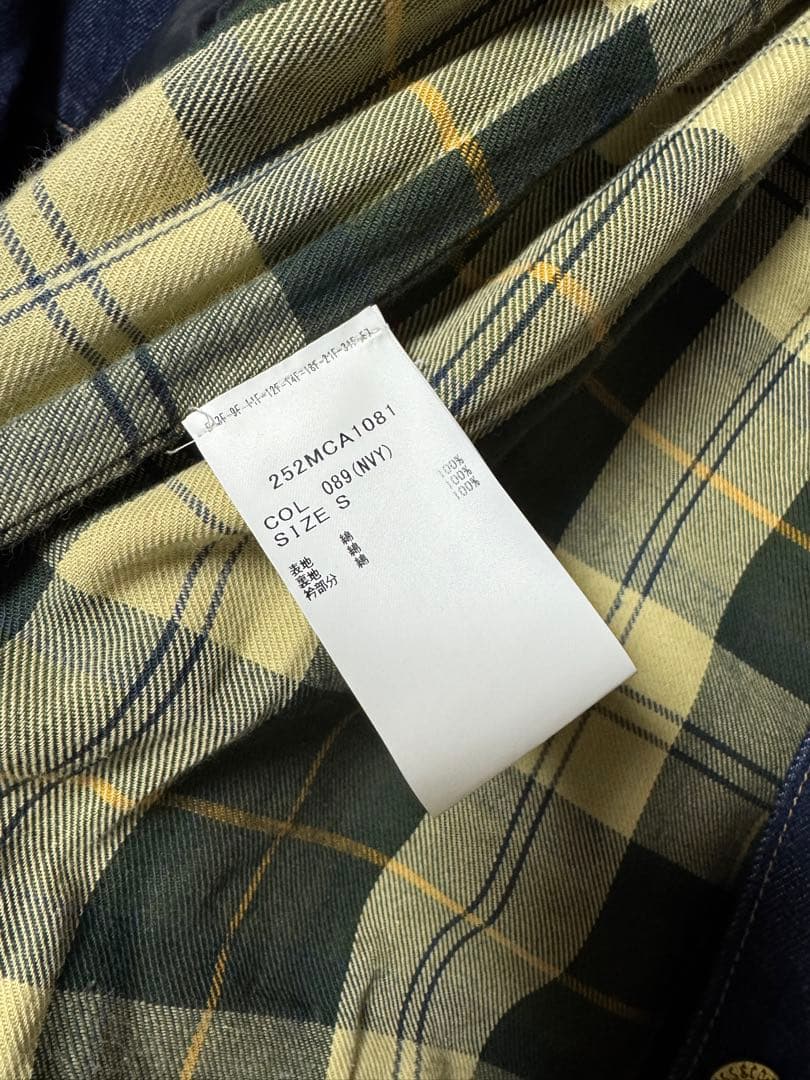 252MCA1081
COL 089(NVY)
SIZE S
表地 綿 100%
裏地 綿 100%
衿部分 綿 100%